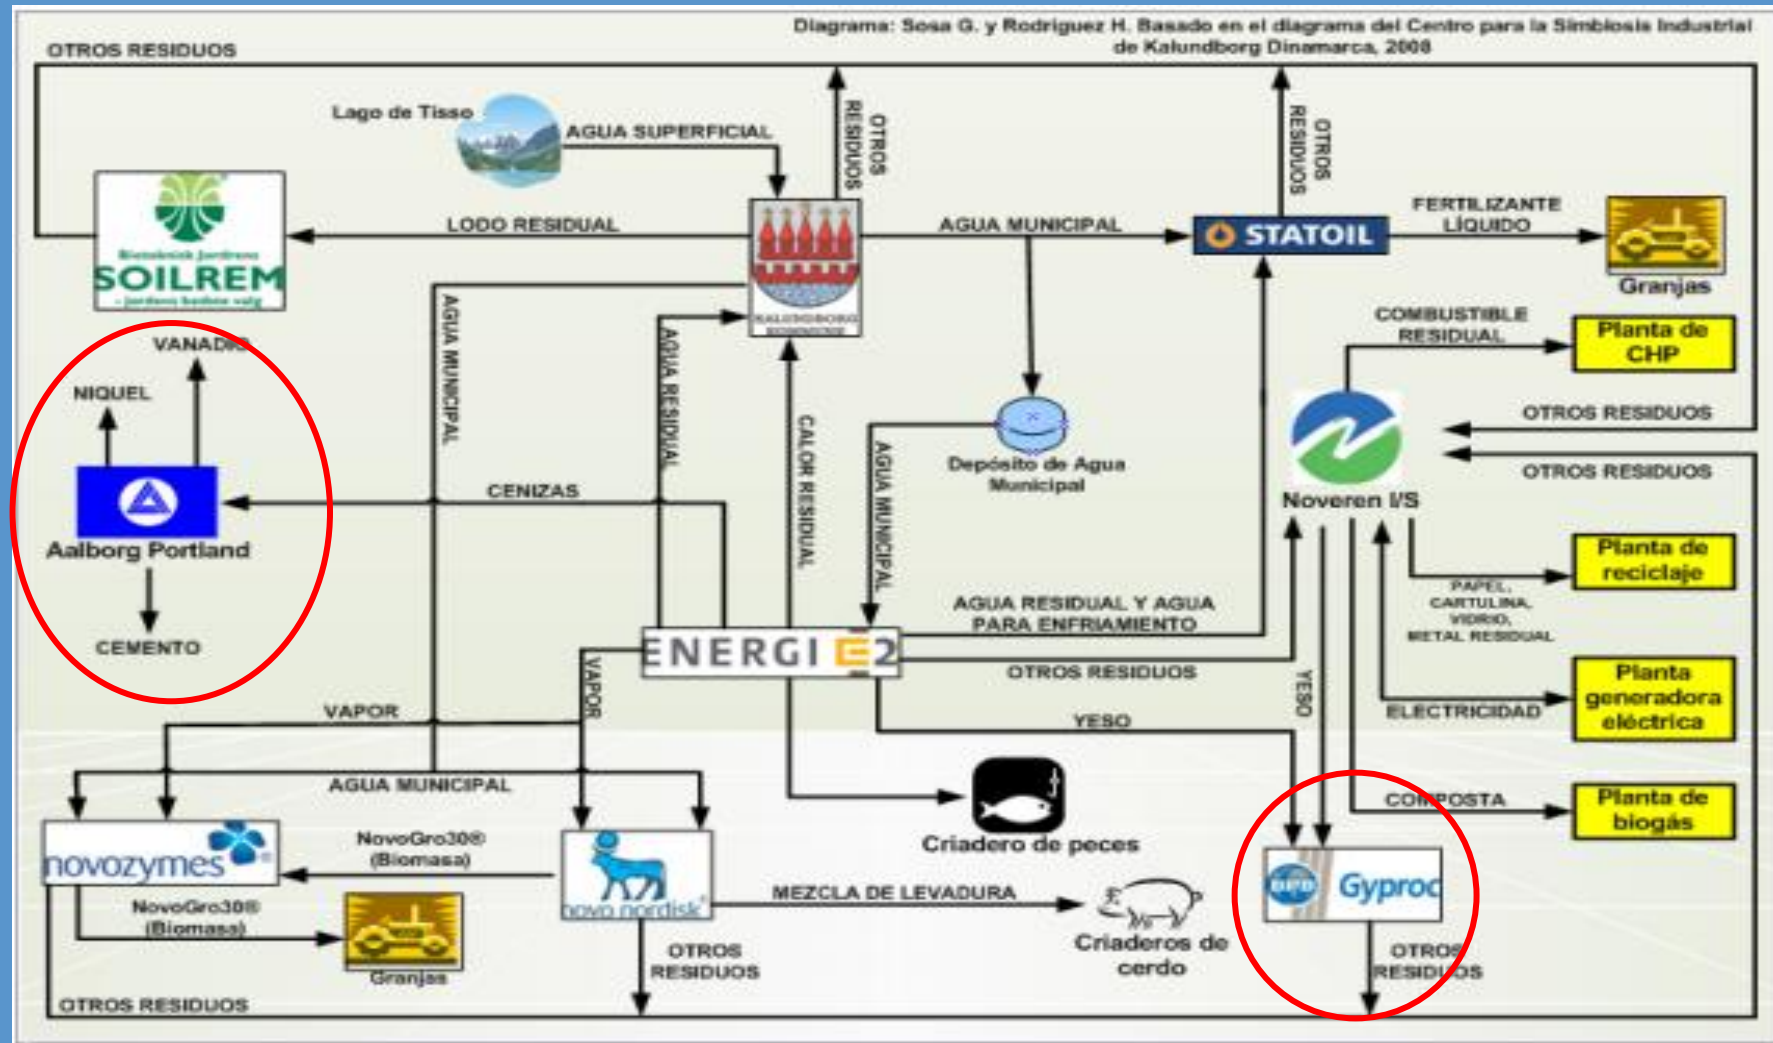 Diagrama: Sosa G. y Rodriguez H. Basado en el diagrama del Centro para la Simbiosis Industrial
de Kalundborg Dinamarca, 2008
OTROS RESIDUOS
Lago de Tisso
AGUA SUPERFICIAL
OTROS
RESIDUOS
OTROS
RESIDUOS
SOILREM
LODO RESIDUAL
AGUA MUNICIPAL
STATOIL
FERTILIZANTE
LÍQUIDO
Granjas
KALUNDBORG
AGUA MUNICIPAL
AGUA RESIDUAL
CALOR RESIDUAL
COMBUSTIBLE
RESIDUAL
Planta de
CHP
VANADIO
NIQUEL
Aalborg Portland
CEMENTO
CENIZAS
Depósito de Agua
Municipal
AGUA MUNICIPAL
OTROS RESIDUOS
OTROS RESIDUOS
Noveren I/S
Planta de
reciclaje
PAPEL,
CARTULINA,
VIDRIO,
METAL RESIDUAL
AGUA RESIDUAL Y AGUA
PARA ENFRIAMIENTO
ENERGI E2
OTROS RESIDUOS
YESO
Planta
generadora
eléctrica
ELECTRICIDAD
VAPOR
VAPOR
YESO
AGUA MUNICIPAL
Criadero de peces
COMPOSTA
Planta de
biogás
novozymes®
NovoGro30®
(Biomasa)
novo nordisk®
MEZCLA DE LEVADURA
Criaderos de
cerdo
BPB Gyproc
NovoGro30®
(Biomasa)
Granjas
OTROS
RESIDUOS
OTROS
RESIDUOS
OTROS RESIDUOS